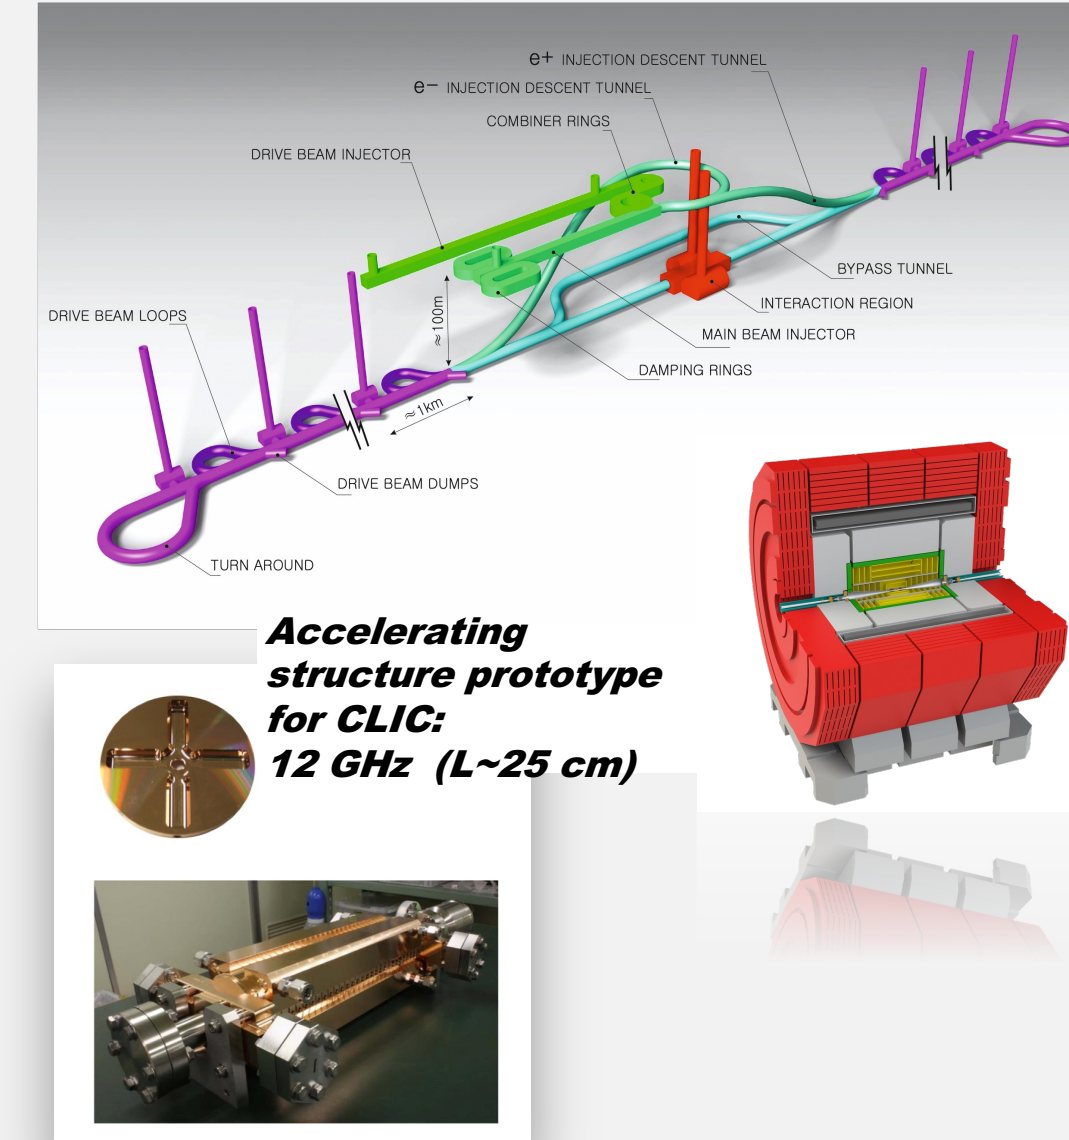 e+ INJECTION DESCENT TUNNEL
e− INJECTION DESCENT TUNNEL
COMBINER RINGS
DRIVE BEAM INJECTOR
BYPASS TUNNEL
INTERACTION REGION
MAIN BEAM INJECTOR
DAMPING RINGS
≈100m
DRIVE BEAM LOOPS
≈1km
DRIVE BEAM DUMPS
TURN AROUND
Accelerating
structure prototype
for CLIC:
12 GHz (L~25 cm)